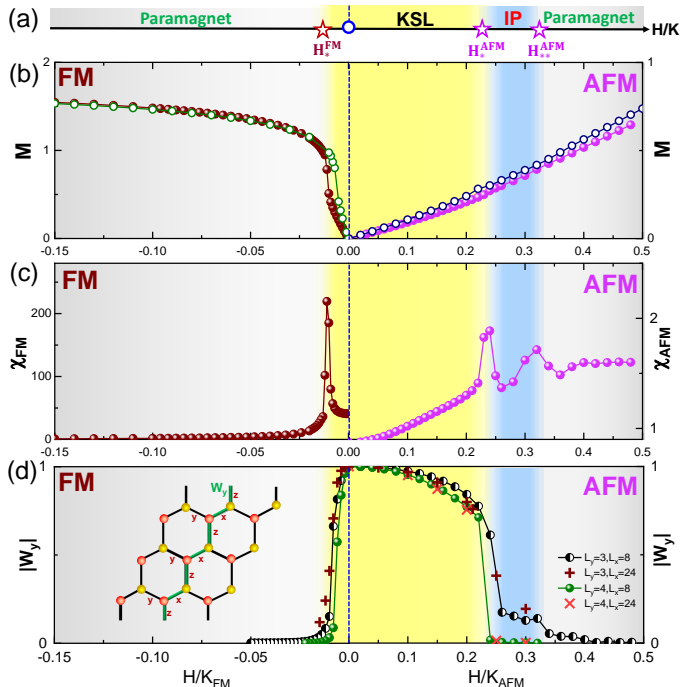 (a)
Paramagnet KSL IP Paramagnet
H/K
H*^FM H*^AFM H**^AFM
(b) FM AFM
M
0 1 2
M
0 1
-0.15 -0.10 -0.05 0.00 0.1 0.2 0.3 0.4 0.5
(c) FM AFM
χFM
0 50 100 150 200
χAFM
1 2
-0.15 -0.10 -0.05 0.00 0.1 0.2 0.3 0.4 0.5
(d) FM AFM
|Wy|
0 1
|Wy|
0 1
Wy
z
y x
z
y x
z
y x
z
Ly=3,Lx=8
Ly=3,Lx=24
Ly=4,Lx=8
Ly=4,Lx=24
-0.15 -0.10 -0.05 0.0 0.1 0.2 0.3 0.4 0.5
-H/KFM H/KAFM